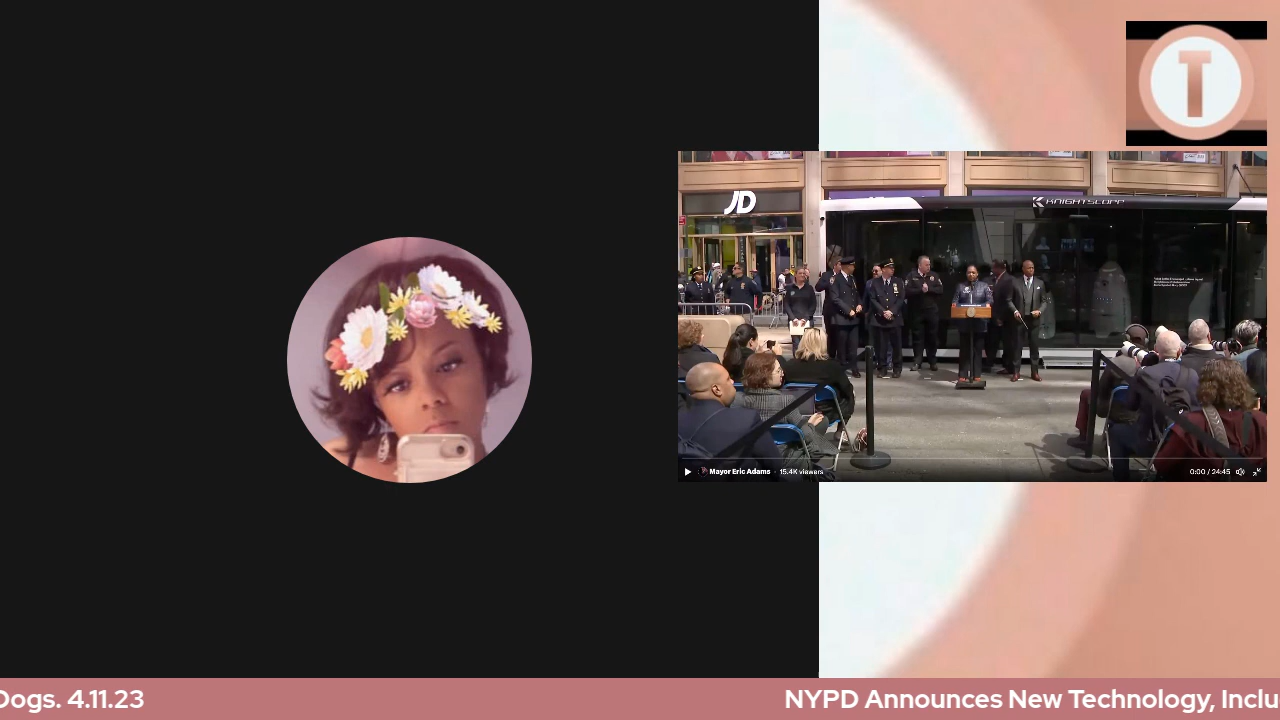 T
JD
KNIGHTSCOPE
Mayor Eric Adams · 15.4K viewers
0:00 / 24:45
Dogs. 4.11.23
NYPD Announces New Technology, Inclu